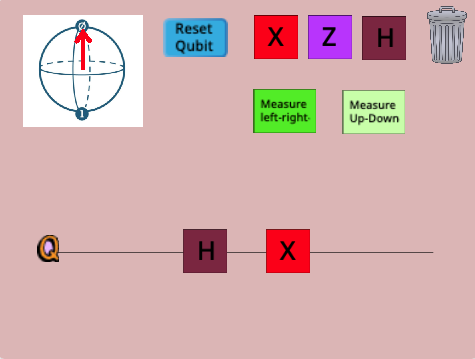 0
1
Reset
Qubit
X Z H
Measure
left-right-
Measure
Up-Down
Q H X